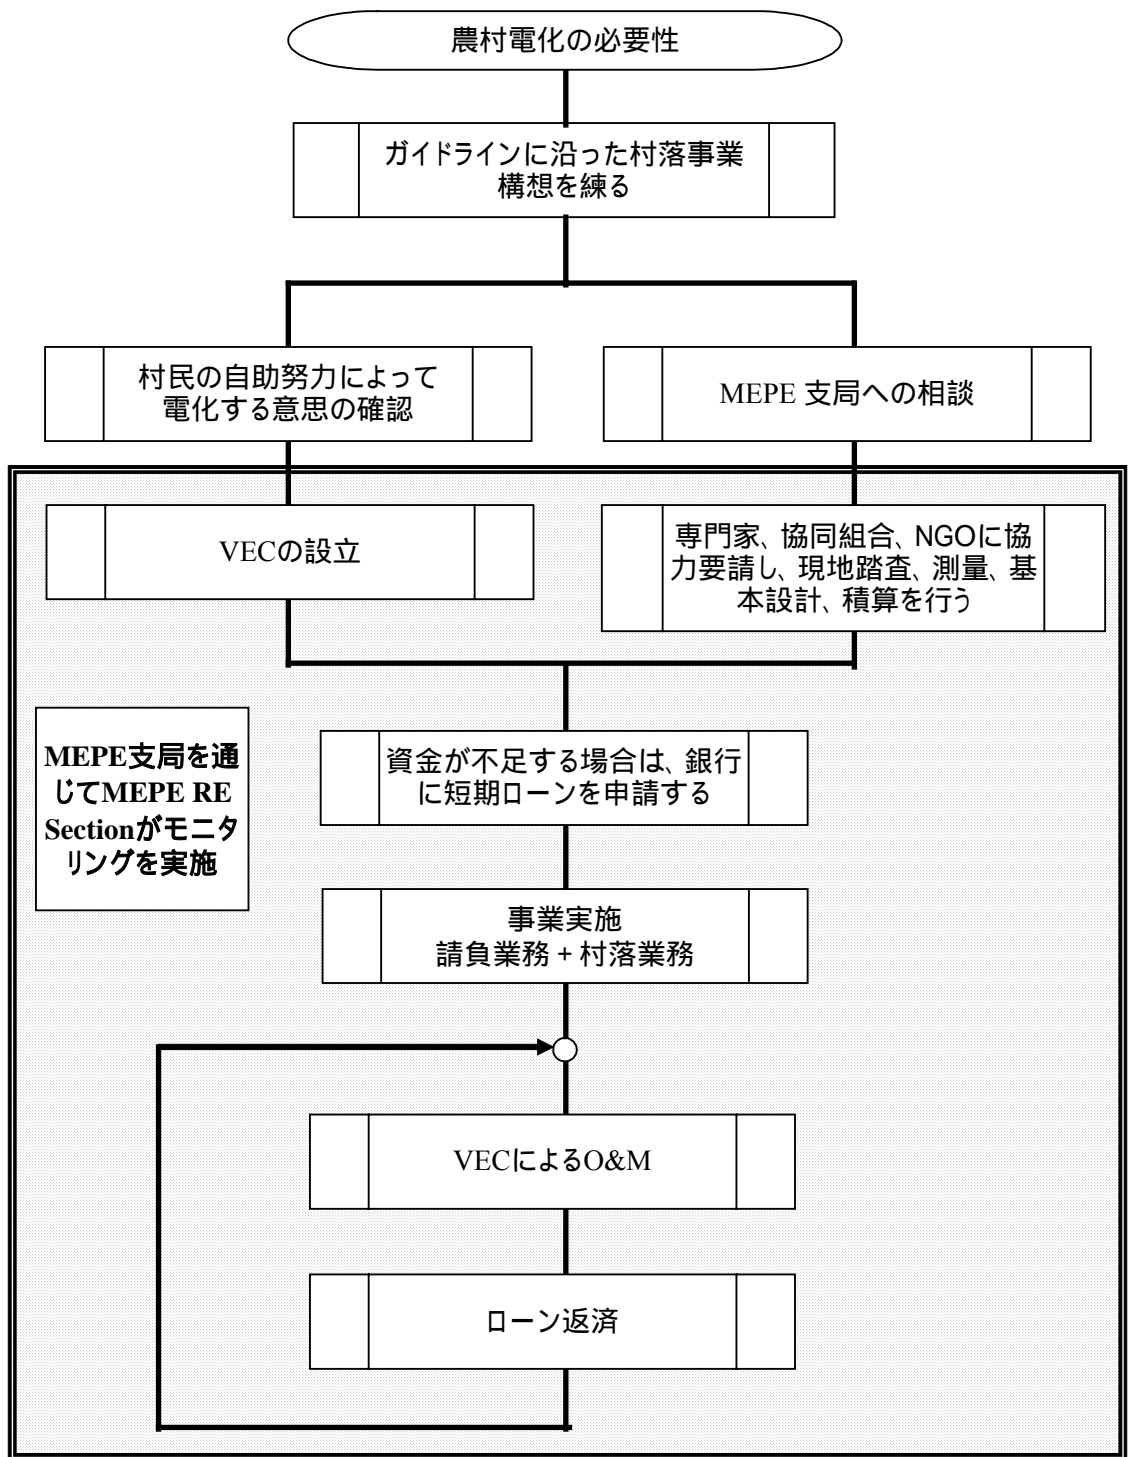 農村電化の必要性
ガイドラインに沿った村落事業
構想を練る
村民の自助努力によって
電化する意思の確認
MEPE 支局への相談
VECの設立
専門家、協同組合、NGOに協
力要請し、現地踏査、測量、基
本設計、積算を行う
MEPE支局を通
じてMEPE RE
Sectionがモニタ
リングを実施
資金が不足する場合は、銀行
に短期ローンを申請する
事業実施
請負業務 + 村落業務
VECによるO&M
ローン返済